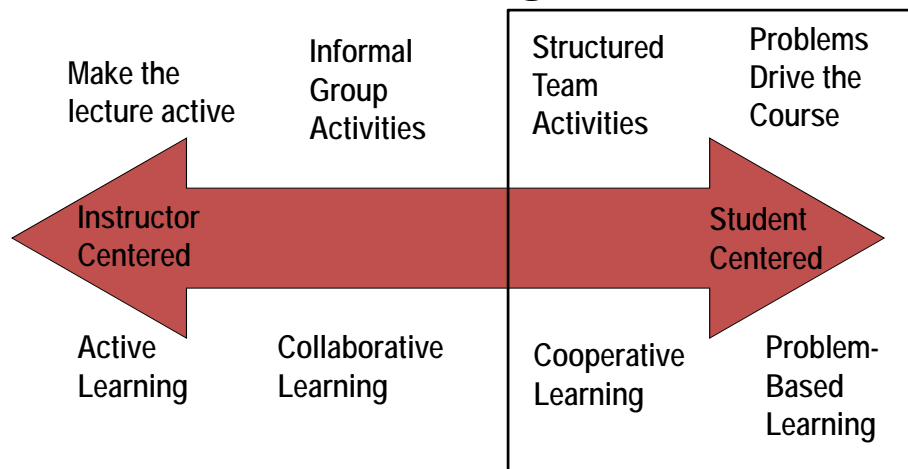 Make the
lecture active
Informal
Group
Activities
Structured
Team
Activities
Problems
Drive the
Course
Instructor
Centered
Student
Centered
Active
Learning
Collaborative
Learning
Cooperative
Learning
Problem-
Based
Learning